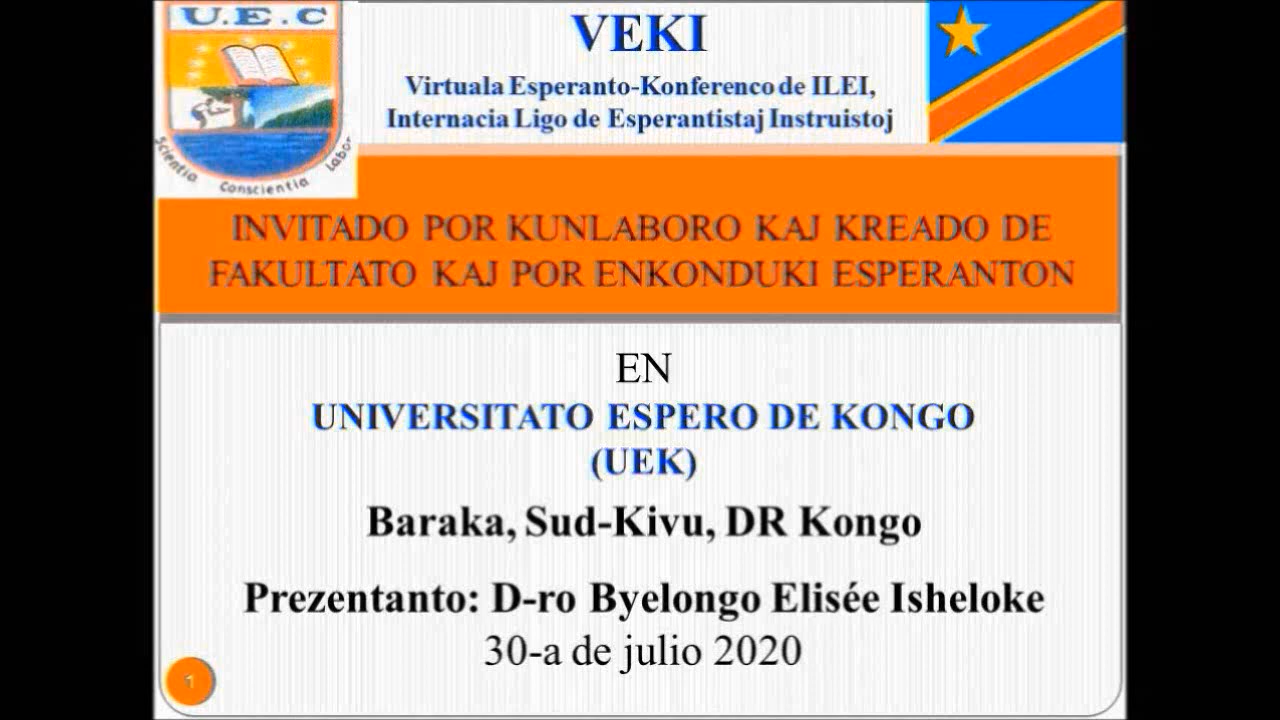 U.E.C
Scientia Conscientia Labor
VEKI
Virtuala Esperanto-Konferenco de ILEI,
Internacia Ligo de Esperantistaj Instruistoj
INVITADO POR KUNLABORO KAJ KREADO DE
FAKULTATO KAJ POR ENKONDUKI ESPERANTON
EN
UNIVERSITATO ESPERO DE KONGO
(UEK)
Baraka, Sud-Kivu, DR Kongo
Prezentanto: D-ro Byelongo Elisée Isheloke
30-a de julio 2020
1